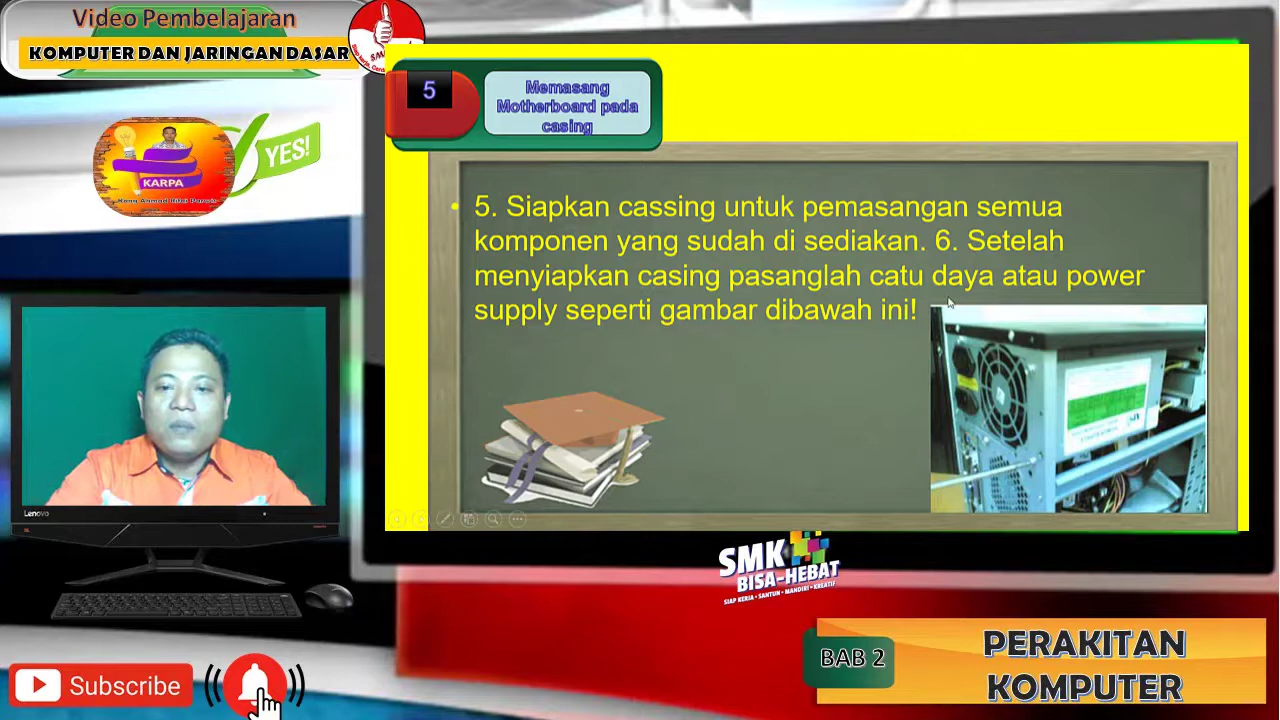 Video Pembelajaran
KOMPUTER DAN JARINGAN DASAR
YES!
KARPA
5
Memasang
Motherboard pada
casing
• 5. Siapkan cassing untuk pemasangan semua
komponen yang sudah di sediakan. 6. Setelah
menyiapkan casing pasanglah catu daya atau power
supply seperti gambar dibawah ini!
Lenovo
SMK
BISA-HEBAT
SIAP KERJA • SANTUN • MANDIRI • KREATIF
Subscribe
BAB 2
PERAKITAN
KOMPUTER